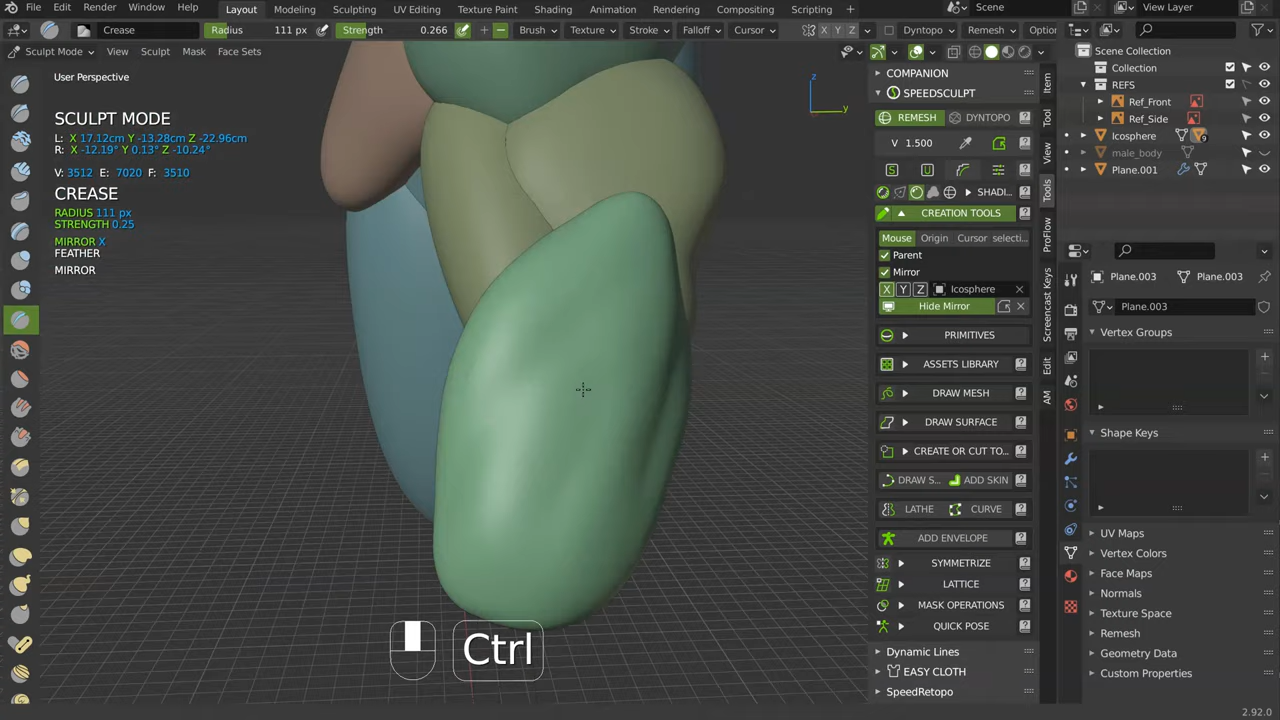 File Edit Render Window Help Layout Modeling Sculpting UV Editing Texture Paint Shading Animation Rendering Compositing Scripting + Scene View Layer
Crease Radius 111 px Strength 0.266 Brush Texture Stroke Falloff Cursor X Y Z Dyntopo Remesh Optio
Sculpt Mode View Sculpt Mask Face Sets
User Perspective
SCULPT MODE
L: X 17.12cm Y -13.28cm Z -22.96cm
R: X -12.19° Y 0.13° Z -10.24°
V: 3512 E: 7020 F: 3510
CREASE
RADIUS 111 px
STRENGTH 0.25
MIRROR X
FEATHER
MIRROR
z
y
Ctrl
COMPANION
SPEEDSCULPT
REMESH DYNTOPO
V 1.500
S U
SHADI...
CREATION TOOLS
Mouse Origin Cursor selecti...
Parent
Mirror
X Y Z Icosphere
Hide Mirror
PRIMITIVES
ASSETS LIBRARY
DRAW MESH
DRAW SURFACE
CREATE OR CUT TO...
DRAW S... ADD SKIN
LATHE CURVE
ADD ENVELOPE
SYMMETRIZE
LATTICE
MASK OPERATIONS
QUICK POSE
Dynamic Lines
EASY CLOTH
SpeedRetopo
Item
Tool
View
Tools
ProFlow
Screencast Keys
Edit
AM
Scene Collection
Collection
REFS
Ref_Front
Ref_Side
Icosphere
male_body
Plane.001
Plane.003 Plane.003
Plane.003
Vertex Groups
Shape Keys
UV Maps
Vertex Colors
Face Maps
Normals
Texture Space
Remesh
Geometry Data
Custom Properties
2.92.0